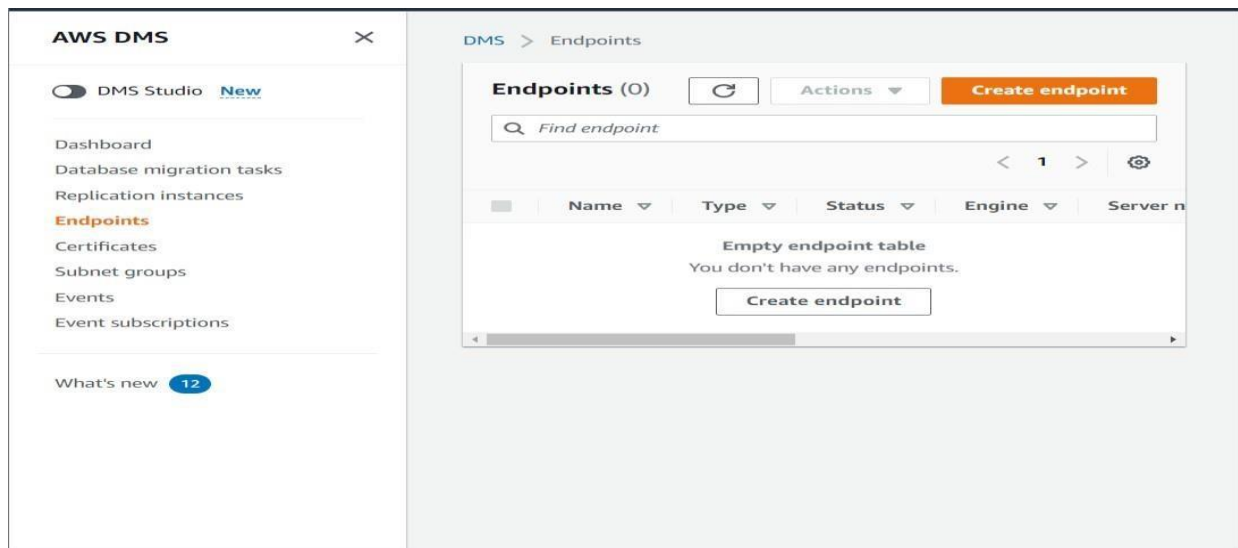 AWS DMS
DMS Studio New
Dashboard
Database migration tasks
Replication instances
Endpoints
Certificates
Subnet groups
Events
Event subscriptions
What's new 12
DMS > Endpoints
Endpoints (0) Actions Create endpoint
Find endpoint
< 1 >
Name Type Status Engine Server n
Empty endpoint table
You don't have any endpoints.
Create endpoint